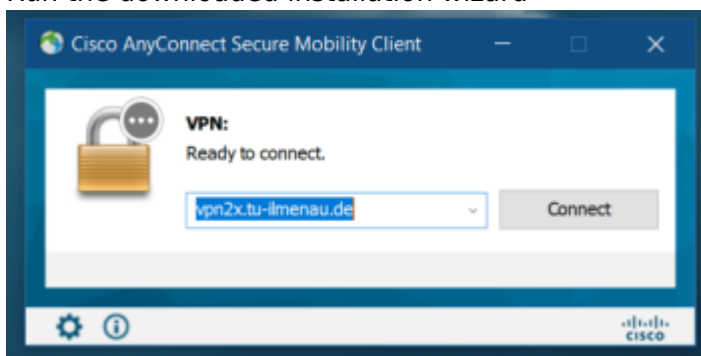 Run the downloaded installation wizard
Cisco AnyConnect Secure Mobility Client
VPN:
Ready to connect.
vpn2x.tu-ilmenau.de
Connect
CISCO